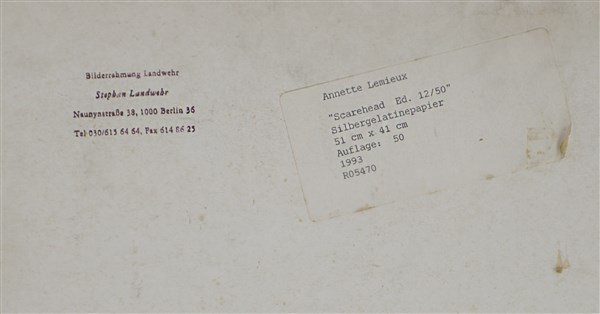 Bilderrahmung Landwehr
Stephan Landwehr
Naunynstraße 38, 1000 Berlin 36
Tel 030/615 64 64, Fax 614 86 25
Annette Lemieux
"Scarehead Ed. 12/50"
Silbergelatinepapier
51 cm x 41 cm
Auflage: 50
1993
R05470